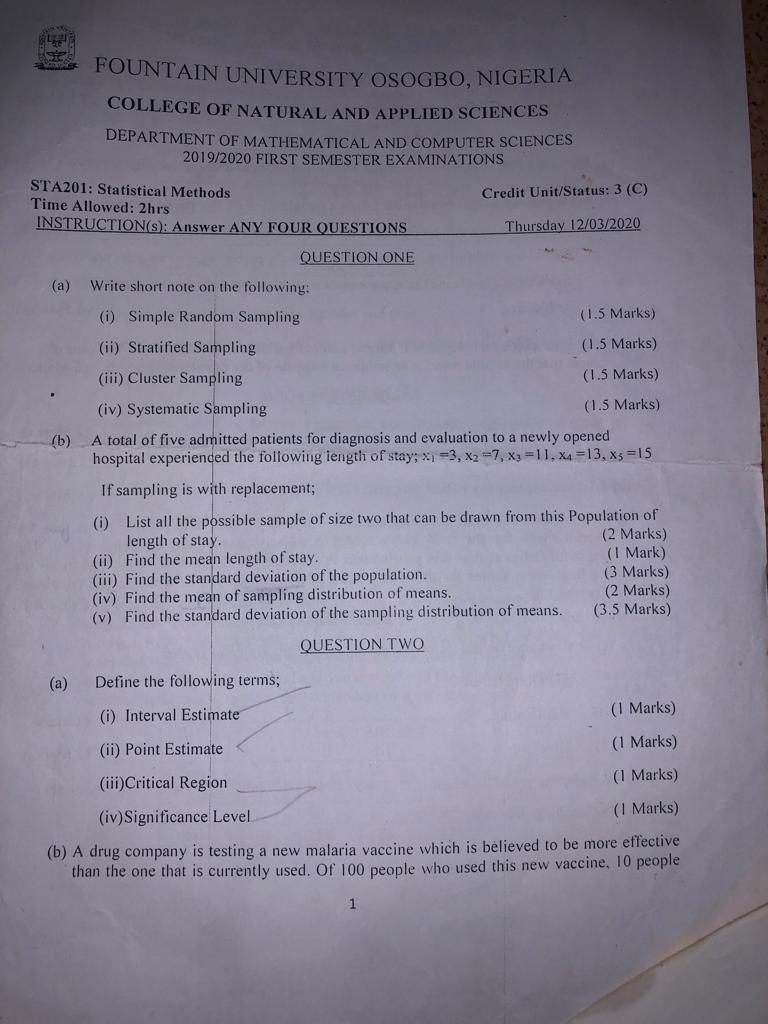 FOUNTAIN UNIVERSITY OSOGBO, NIGERIA
COLLEGE OF NATURAL AND APPLIED SCIENCES
DEPARTMENT OF MATHEMATICAL AND COMPUTER SCIENCES
2019/2020 FIRST SEMESTER EXAMINATIONS
STA201: Statistical Methods Credit Unit/Status: 3 (C)
Time Allowed: 2hrs
INSTRUCTION(s): Answer ANY FOUR QUESTIONS Thursday 12/03/2020
QUESTION ONE
(a) Write short note on the following;
(i) Simple Random Sampling (1.5 Marks)
(ii) Stratified Sampling (1.5 Marks)
(iii) Cluster Sampling (1.5 Marks)
(iv) Systematic Sampling (1.5 Marks)
(b) A total of five admitted patients for diagnosis and evaluation to a newly opened
hospital experienced the following length of stay; x₁ =3, x₂ =7, x₃ =11, x₄ =13, x₅ =15
If sampling is with replacement;
(i) List all the possible sample of size two that can be drawn from this Population of
length of stay. (2 Marks)
(ii) Find the mean length of stay. (1 Mark)
(iii) Find the standard deviation of the population. (3 Marks)
(iv) Find the mean of sampling distribution of means. (2 Marks)
(v) Find the standard deviation of the sampling distribution of means. (3.5 Marks)
QUESTION TWO
(a) Define the following terms;
(i) Interval Estimate (1 Marks)
(ii) Point Estimate (1 Marks)
(iii)Critical Region (1 Marks)
(iv)Significance Level (1 Marks)
(b) A drug company is testing a new malaria vaccine which is believed to be more effective
than the one that is currently used. Of 100 people who used this new vaccine, 10 people
1